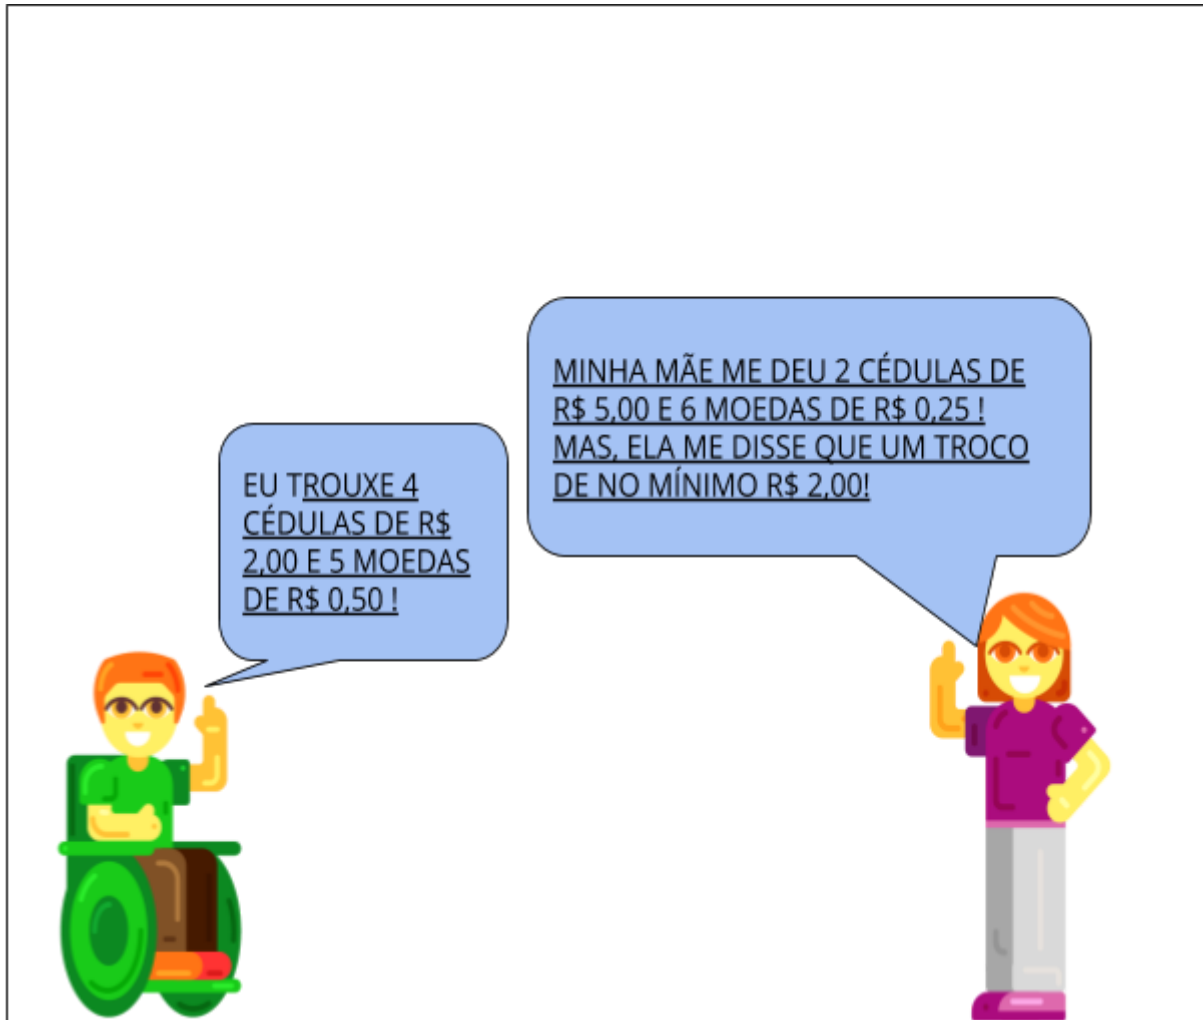 EU TROUXE 4
CÉDULAS DE R$
2,00 E 5 MOEDAS
DE R$ 0,50 !
MINHA MÃE ME DEU 2 CÉDULAS DE
R$ 5,00 E 6 MOEDAS DE R$ 0,25 !
MAS, ELA ME DISSE QUE UM TROCO
DE NO MÍNIMO R$ 2,00!